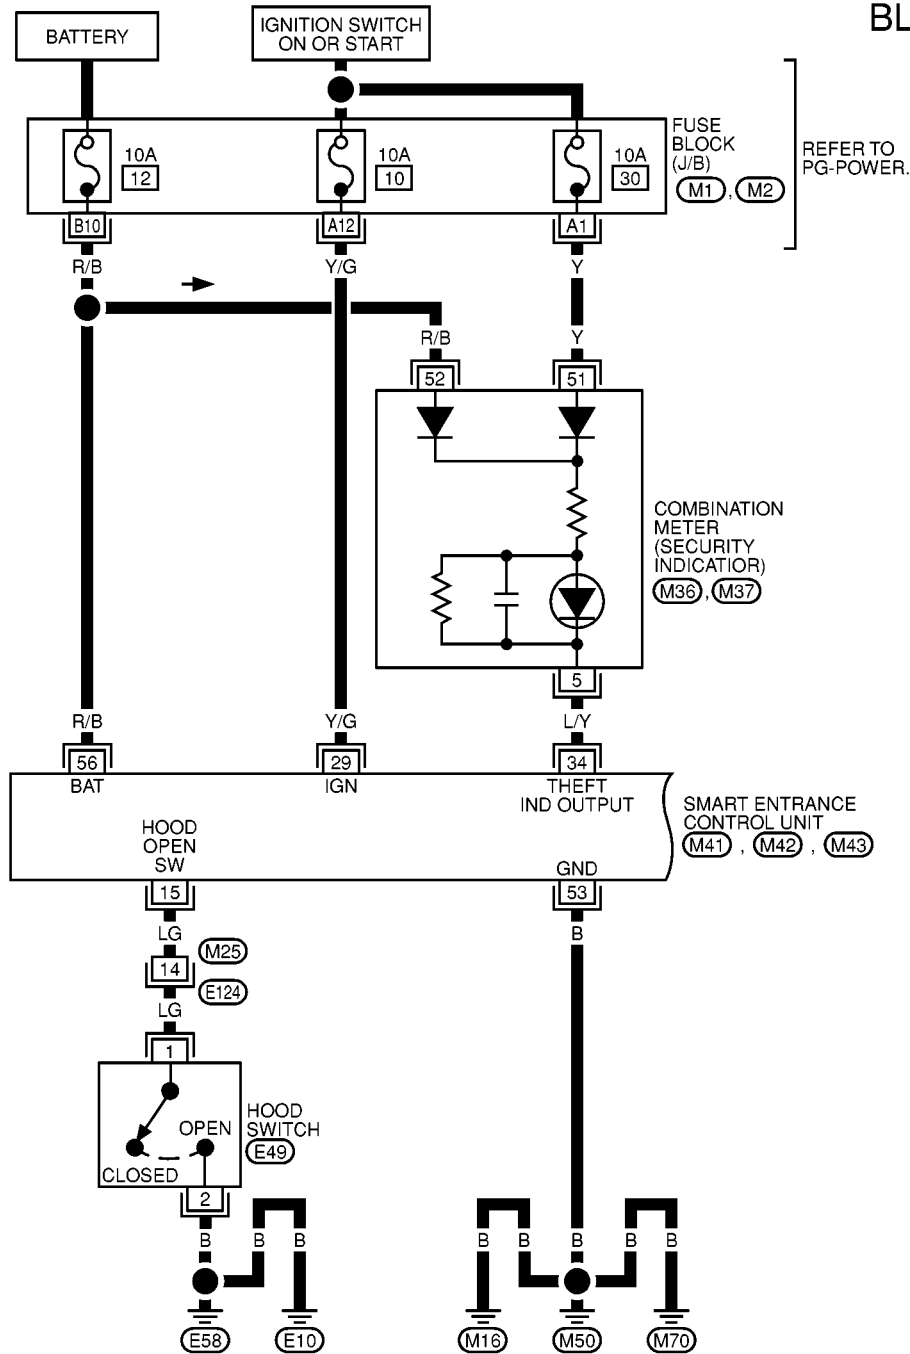 BL
BATTERY
IGNITION SWITCH
ON OR START
10A
12
10A
10
10A
30
FUSE
BLOCK
(J/B)
M1 , M2
REFER TO
PG-POWER.
B10
A12
A1
R/B
Y/G
Y
R/B
Y
52
51
COMBINATION
METER
(SECURITY
INDICATIOR)
M36 , M37
5
R/B
Y/G
L/Y
56
29
34
BAT
IGN
THEFT
IND OUTPUT
SMART ENTRANCE
CONTROL UNIT
M41 , M42 , M43
HOOD
OPEN
SW
GND
15
53
LG
B
M25
14
E124
LG
1
HOOD
SWITCH
E49
OPEN
CLOSED
2
B
B
B
B
B
B
B
B
E58
E10
M16
M50
M70